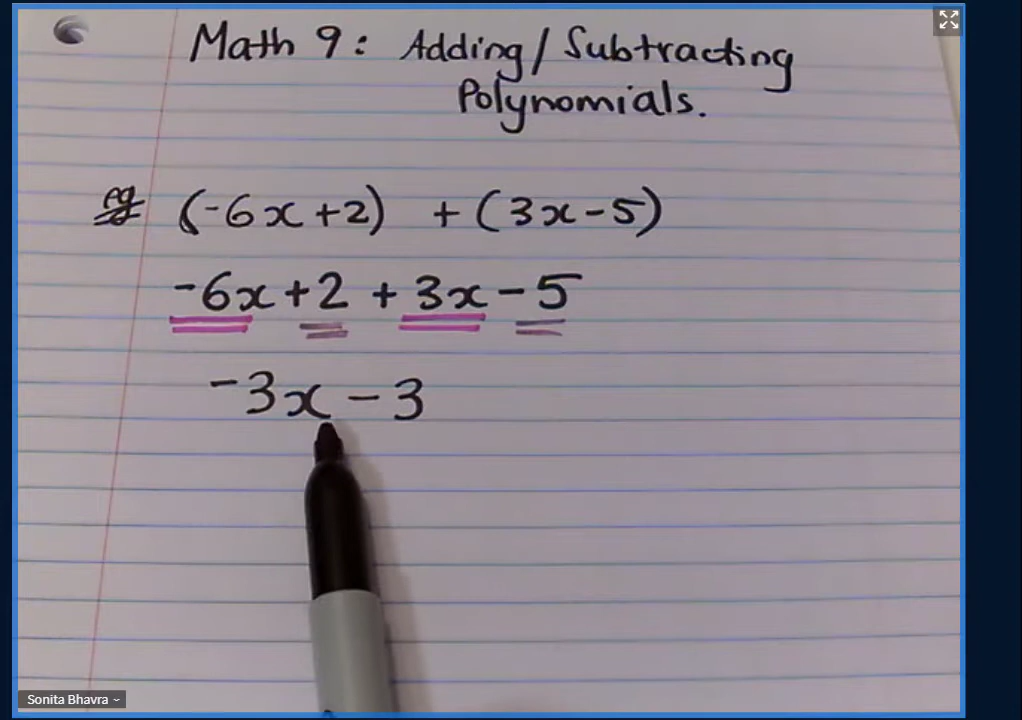 Math 9: Adding/Subtracting
Polynomials.
eg (-6x+2) + (3x-5)
-6x+2 + 3x-5
-3x-3
Sonita Bhavra